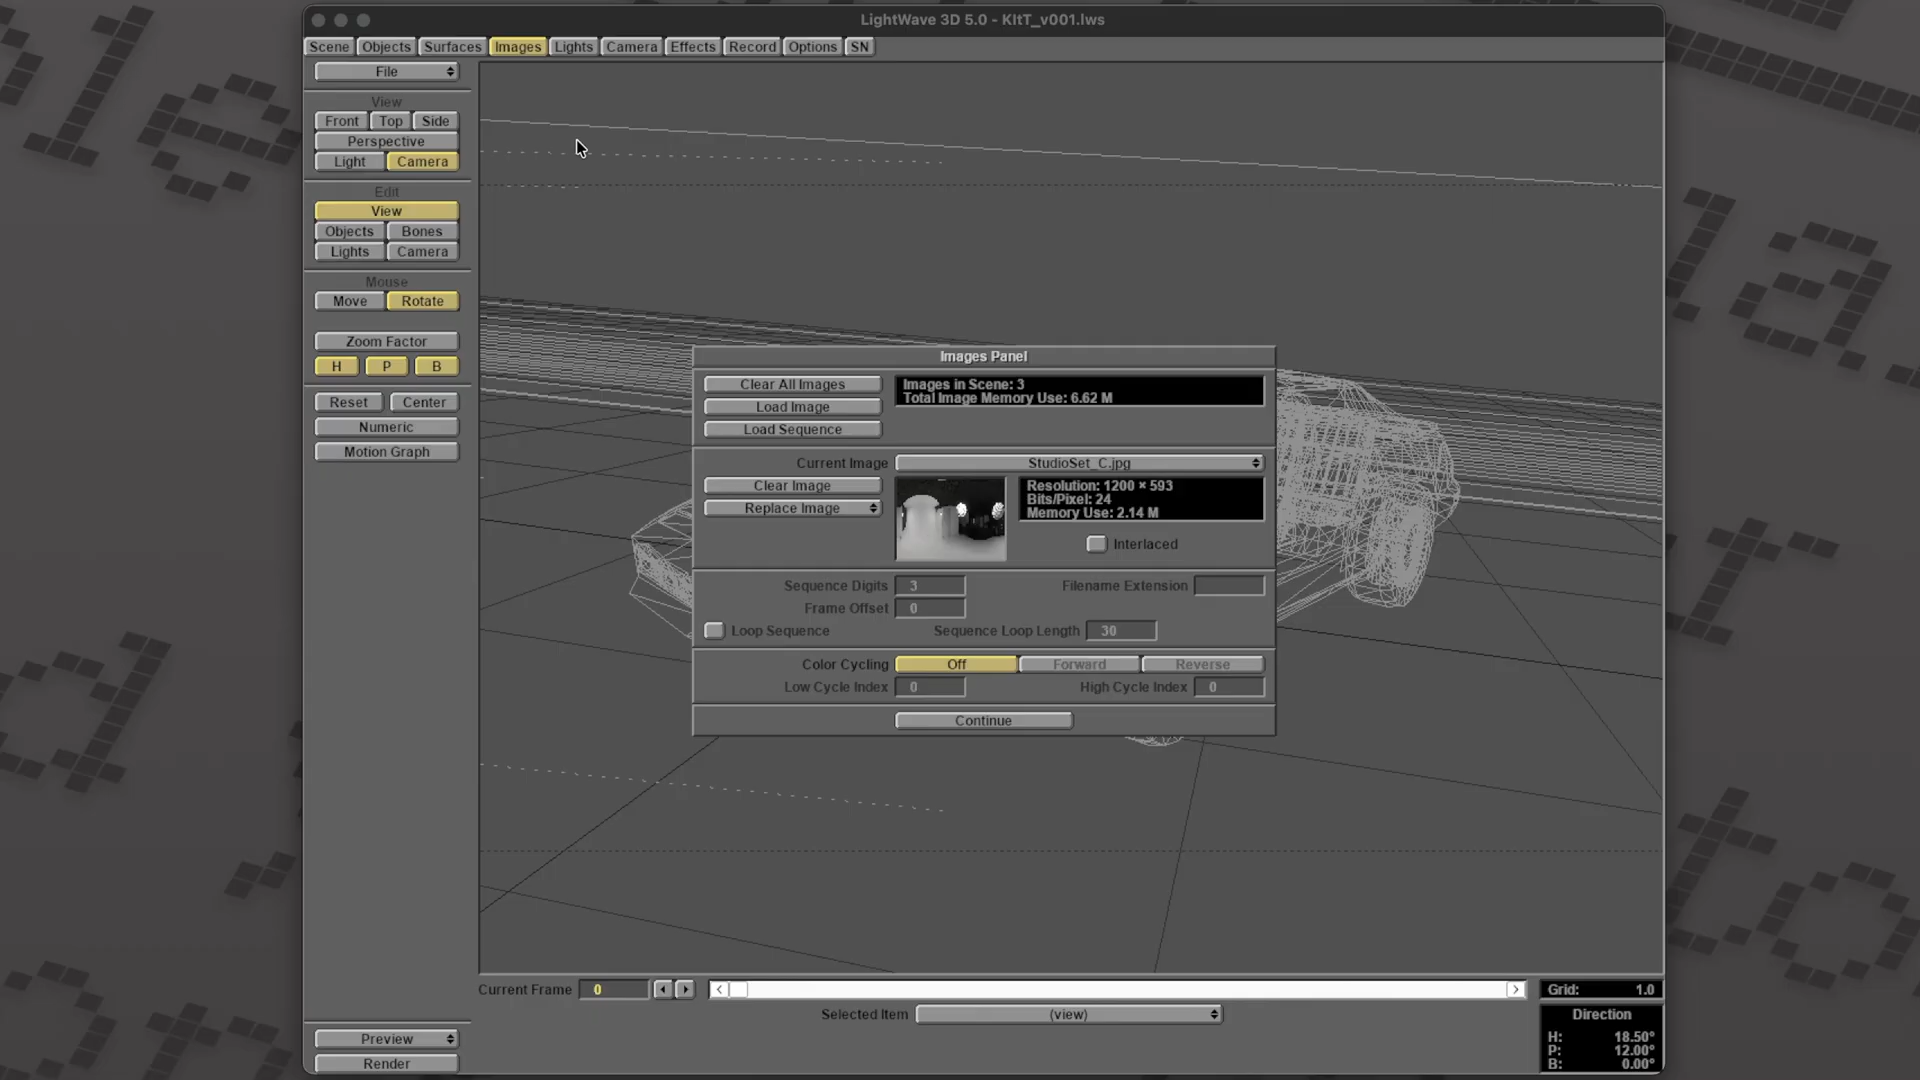 LightWave 3D 5.0 - KItT_v001.lws
Scene Objects Surfaces Images Lights Camera Effects Record Options SN
File
View
Front Top Side
Perspective
Light Camera
Edit
View
Objects Bones
Lights Camera
Mouse
Move Rotate
Zoom Factor
H P B
Reset Center
Numeric
Motion Graph
Images Panel
Clear All Images
Load Image
Load Sequence
Images in Scene: 3
Total Image Memory Use: 6.62 M
Current Image StudioSet_C.jpg
Clear Image
Replace Image
Resolution: 1200 × 593
Bits/Pixel: 24
Memory Use: 2.14 M
Interlaced
Sequence Digits 3 Filename Extension
Frame Offset 0
Loop Sequence Sequence Loop Length 30
Color Cycling Off Forward Reverse
Low Cycle Index 0 High Cycle Index 0
Continue
Current Frame 0
Selected Item (view)
Grid: 1.0
Direction
H: 18.50°
P: 12.00°
B: 0.00°
Preview
Render